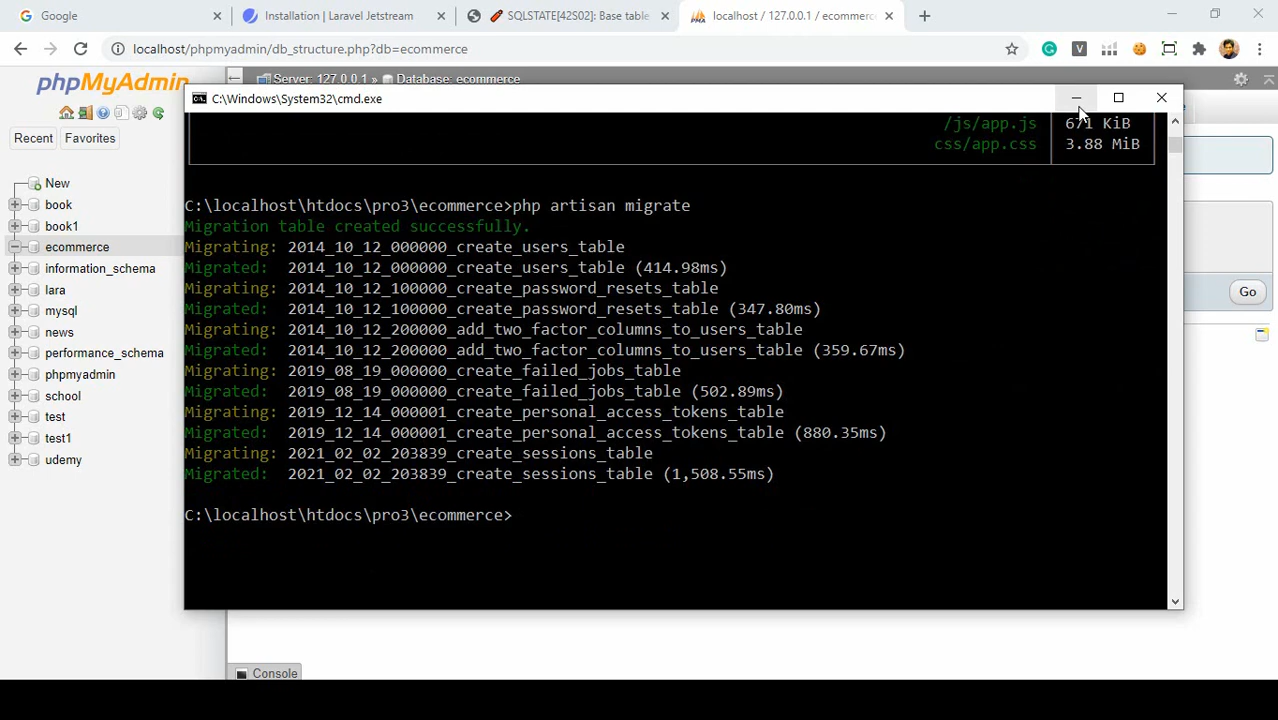 Google
Installation | Laravel Jetstream
SQLSTATE[42S02]: Base table
localhost / 127.0.0.1 / ecommerc
localhost/phpmyadmin/db_structure.php?db=ecommerce
phpMyAdmin
Server: 127.0.0.1 » Database: ecommerce
C:\Windows\System32\cmd.exe
Recent
Favorites
New
book
book1
ecommerce
information_schema
lara
mysql
news
performance_schema
phpmyadmin
school
test
test1
udemy
/js/app.js 671 KiB
css/app.css 3.88 MiB
C:\localhost\htdocs\pro3\ecommerce>php artisan migrate
Migration table created successfully.
Migrating: 2014_10_12_000000_create_users_table
Migrated: 2014_10_12_000000_create_users_table (414.98ms)
Migrating: 2014_10_12_100000_create_password_resets_table
Migrated: 2014_10_12_100000_create_password_resets_table (347.80ms)
Migrating: 2014_10_12_200000_add_two_factor_columns_to_users_table
Migrated: 2014_10_12_200000_add_two_factor_columns_to_users_table (359.67ms)
Migrating: 2019_08_19_000000_create_failed_jobs_table
Migrated: 2019_08_19_000000_create_failed_jobs_table (502.89ms)
Migrating: 2019_12_14_000001_create_personal_access_tokens_table
Migrated: 2019_12_14_000001_create_personal_access_tokens_table (880.35ms)
Migrating: 2021_02_02_203839_create_sessions_table
Migrated: 2021_02_02_203839_create_sessions_table (1,508.55ms)
C:\localhost\htdocs\pro3\ecommerce>
Go
Console